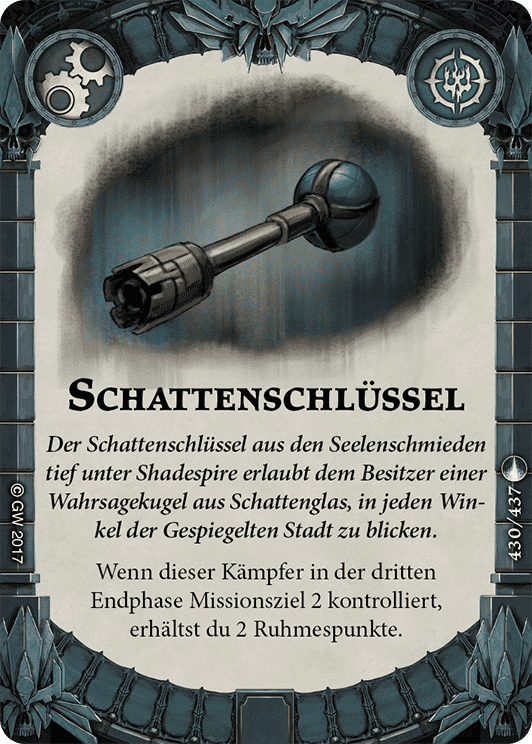 SCHATTENSCHLÜSSEL
Der Schattenschlüssel aus den Seelenschmieden
tief unter Shadespire erlaubt dem Besitzer einer
Wahrsagekugel aus Schattenglas, in jeden Win-
kel der Gespiegelten Stadt zu blicken.
Wenn dieser Kämpfer in der dritten
Endphase Missionsziel 2 kontrolliert,
erhältst du 2 Ruhmespunkte.
© GW 2017
430/437